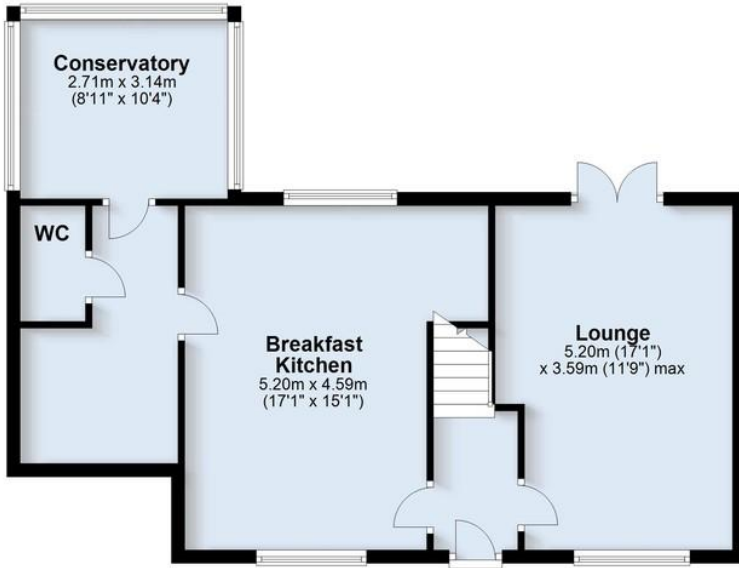 Conservatory
2.71m x 3.14m
(8'11" x 10'4")
WC
Breakfast
Kitchen
5.20m x 4.59m
(17'1" x 15'1")
Lounge
5.20m (17'1")
x 3.59m (11'9") max